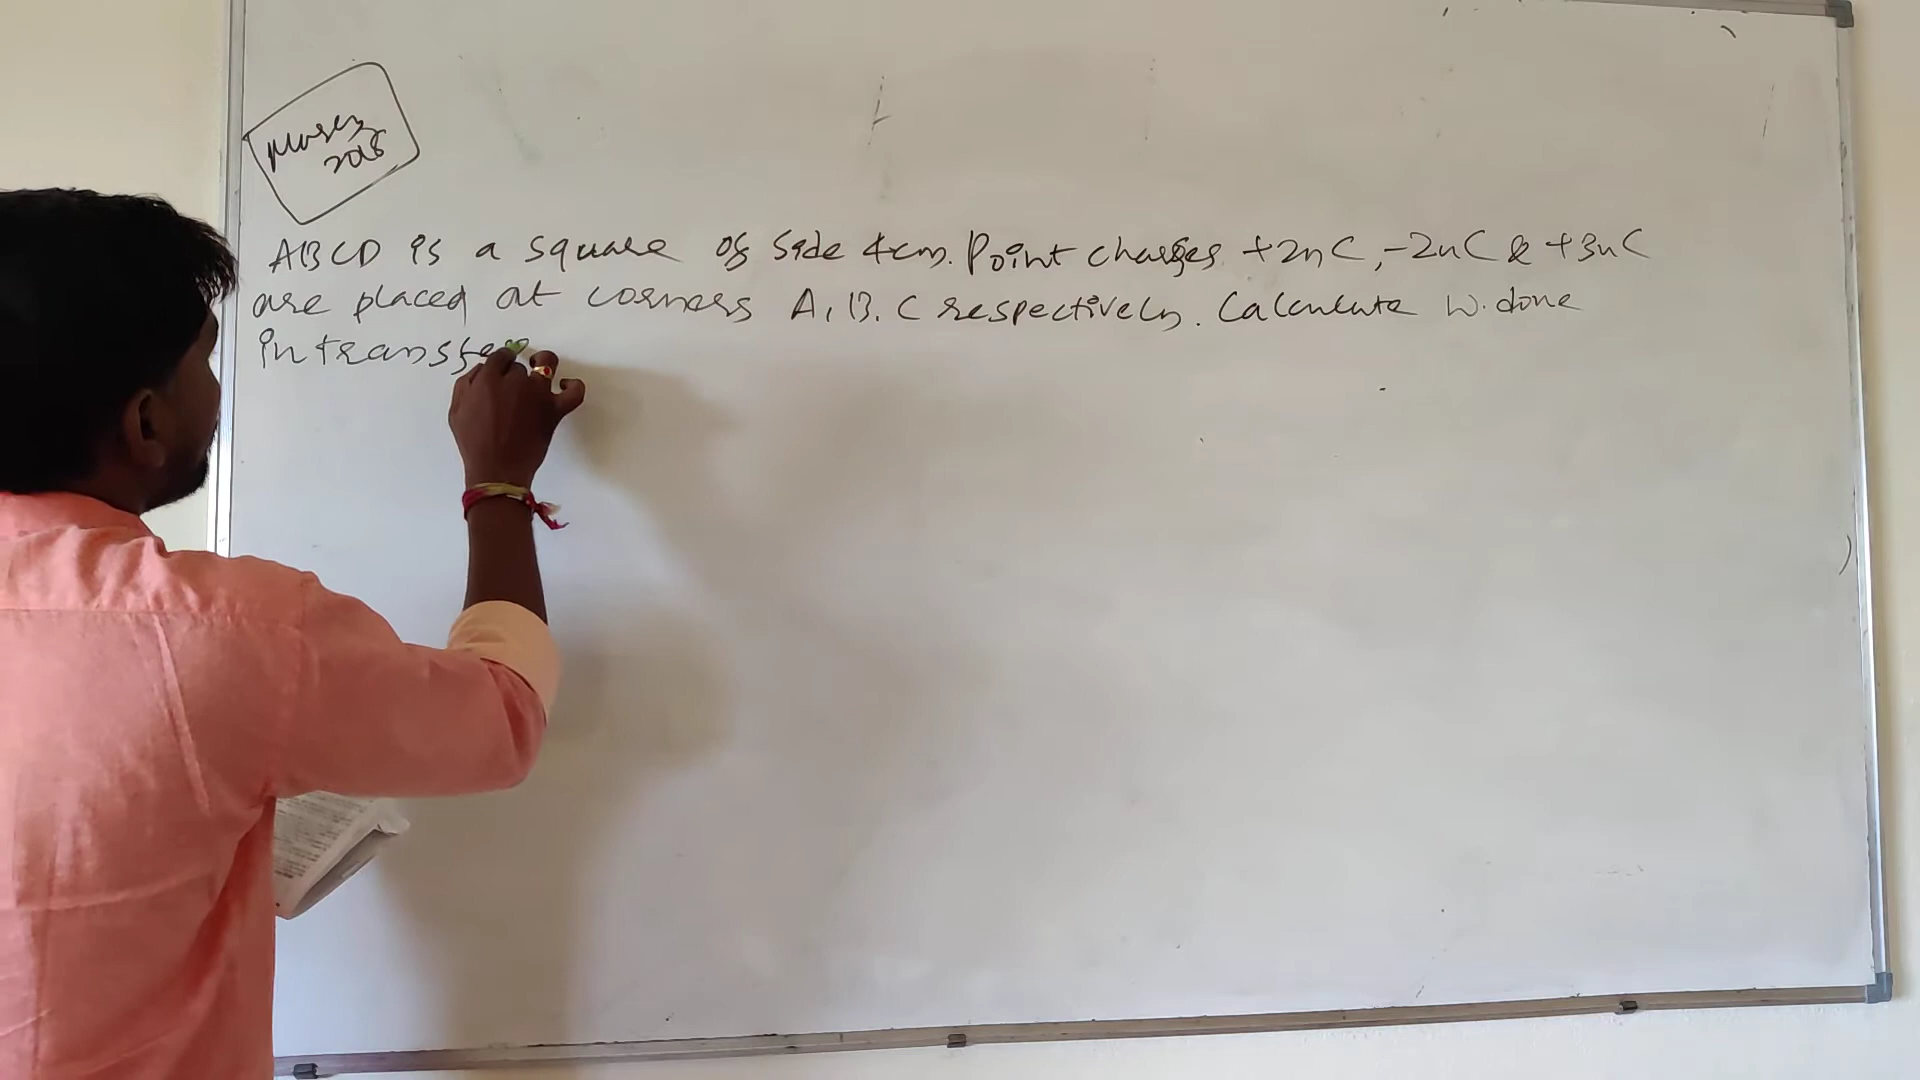 March
2018
ABCD is a square of side 4cm. Point charges +2nC, -2nC & +3nC
are placed at corners A, B, C respectively. Calculate w.done
in transfer